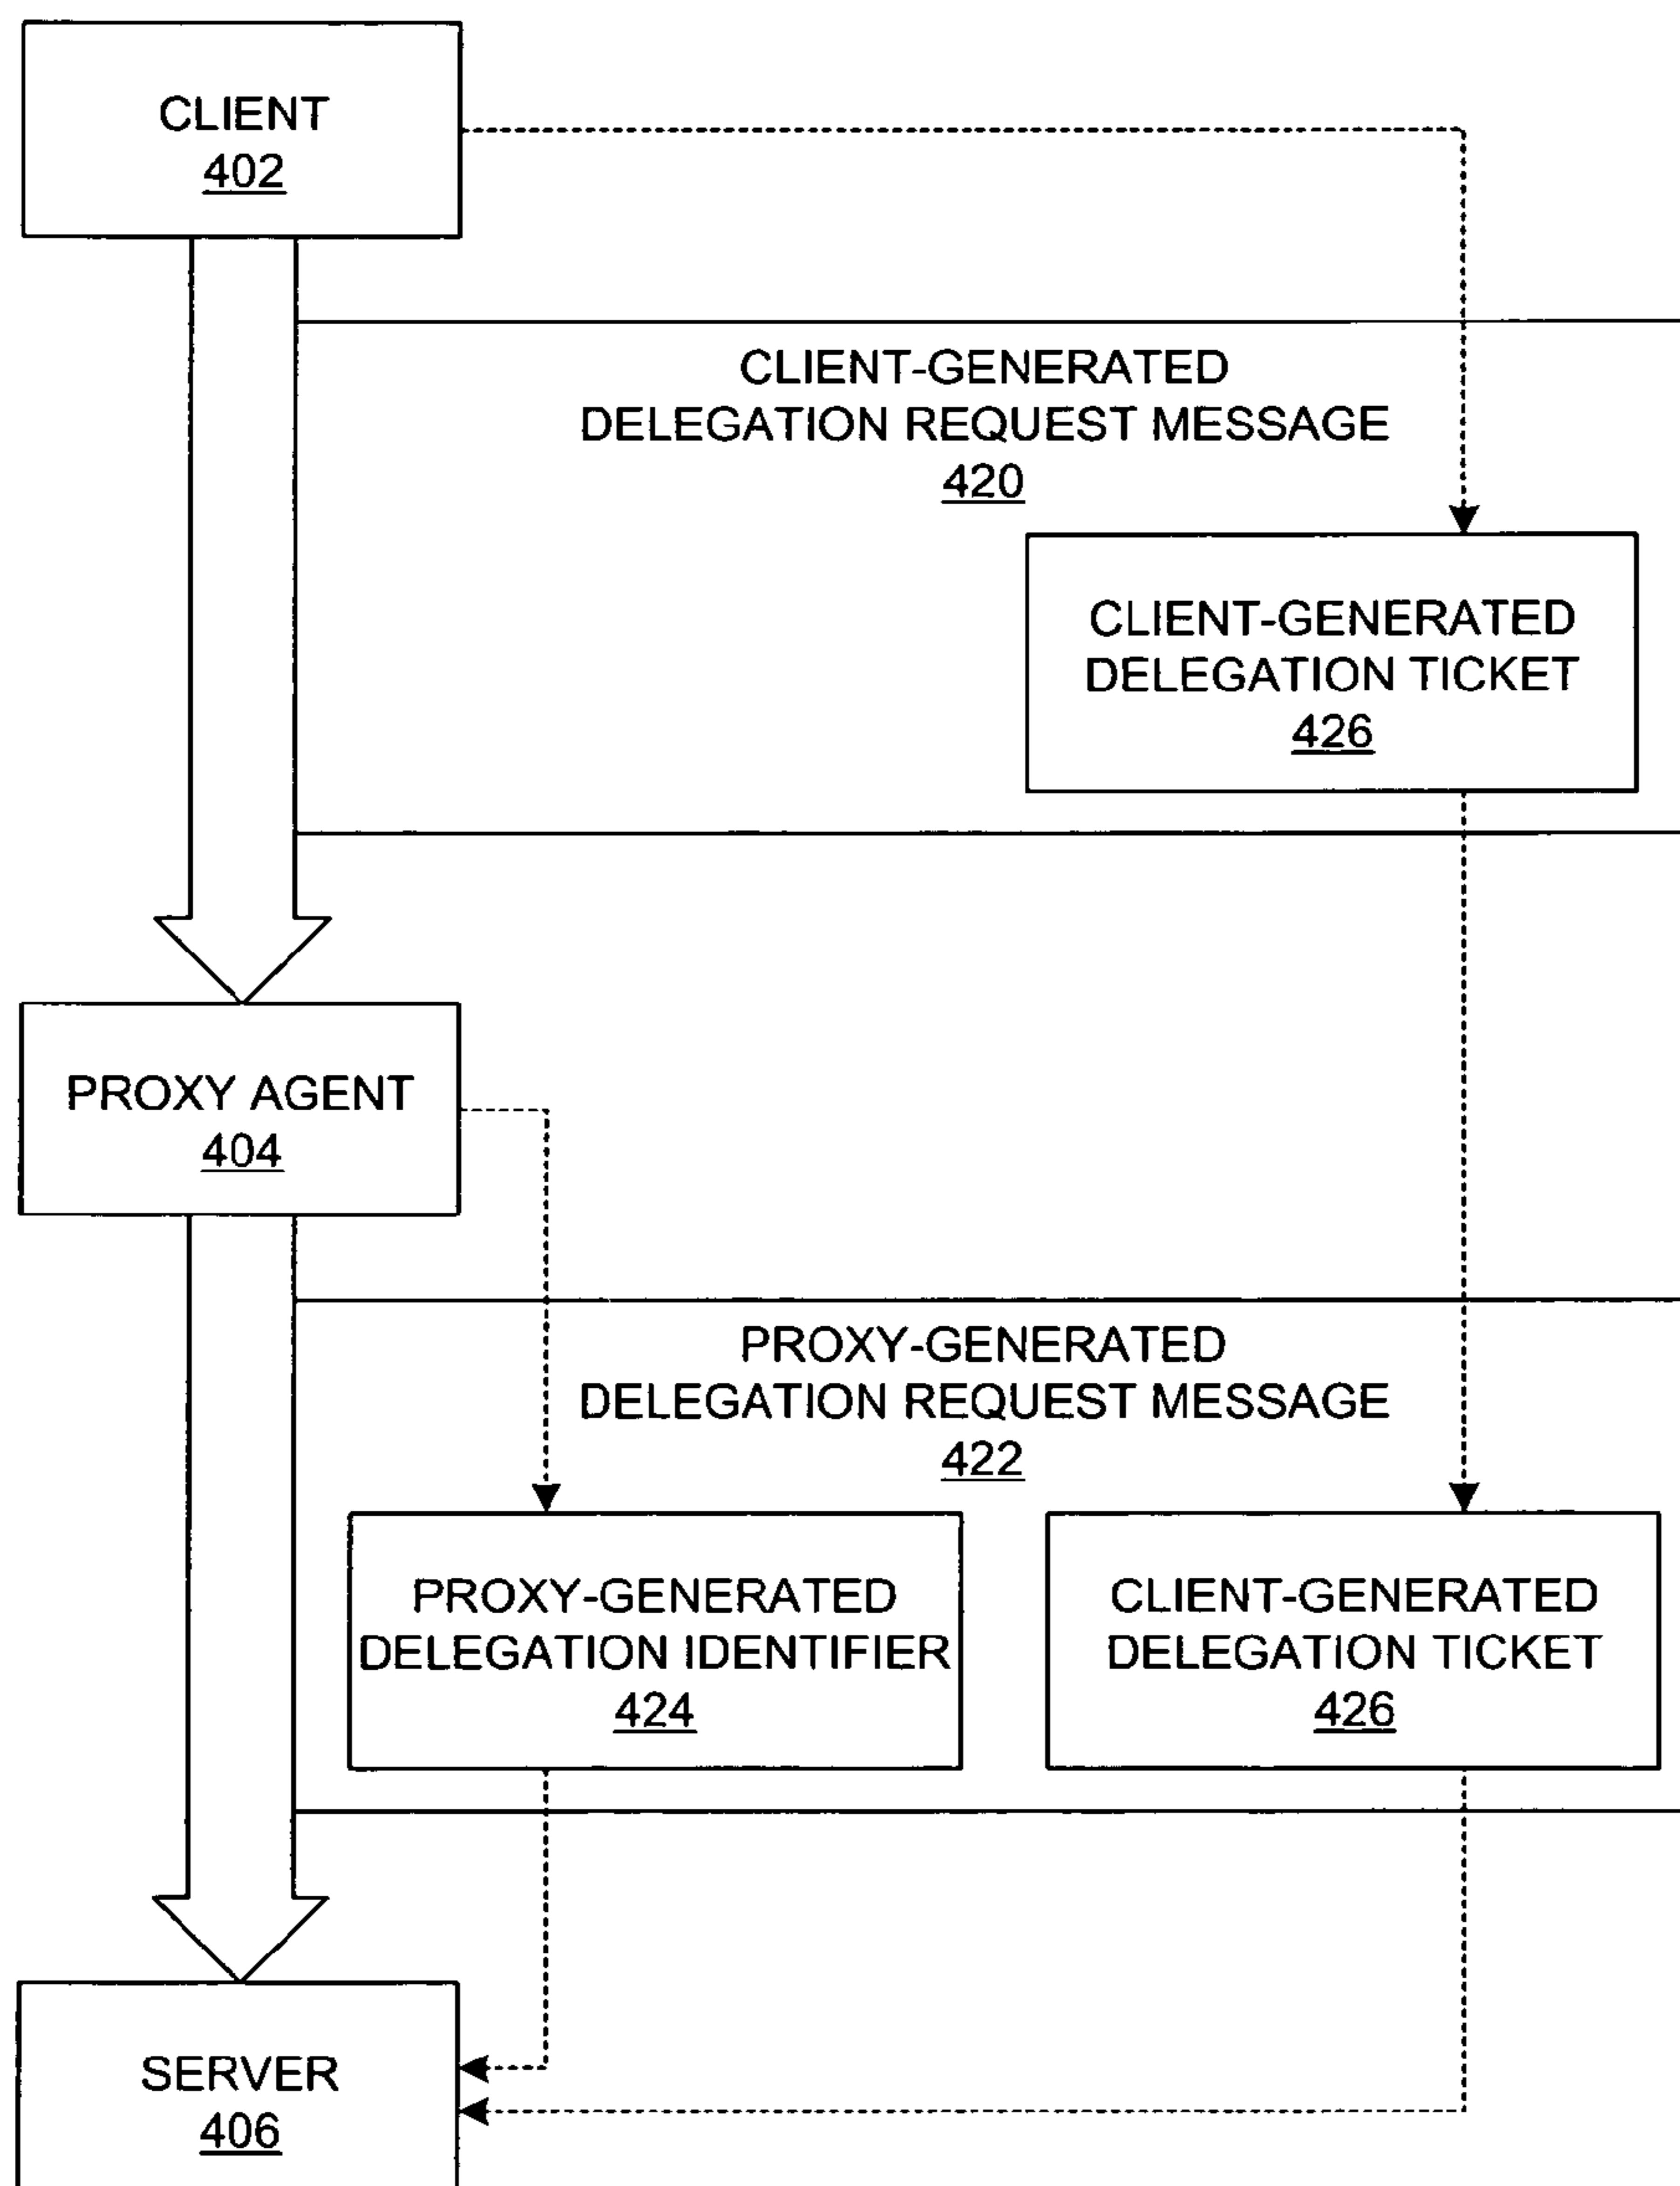 CLIENT
402
CLIENT-GENERATED
DELEGATION REQUEST MESSAGE
420
CLIENT-GENERATED
DELEGATION TICKET
426
PROXY AGENT
404
PROXY-GENERATED
DELEGATION REQUEST MESSAGE
422
PROXY-GENERATED
DELEGATION IDENTIFIER
424
CLIENT-GENERATED
DELEGATION TICKET
426
SERVER
406